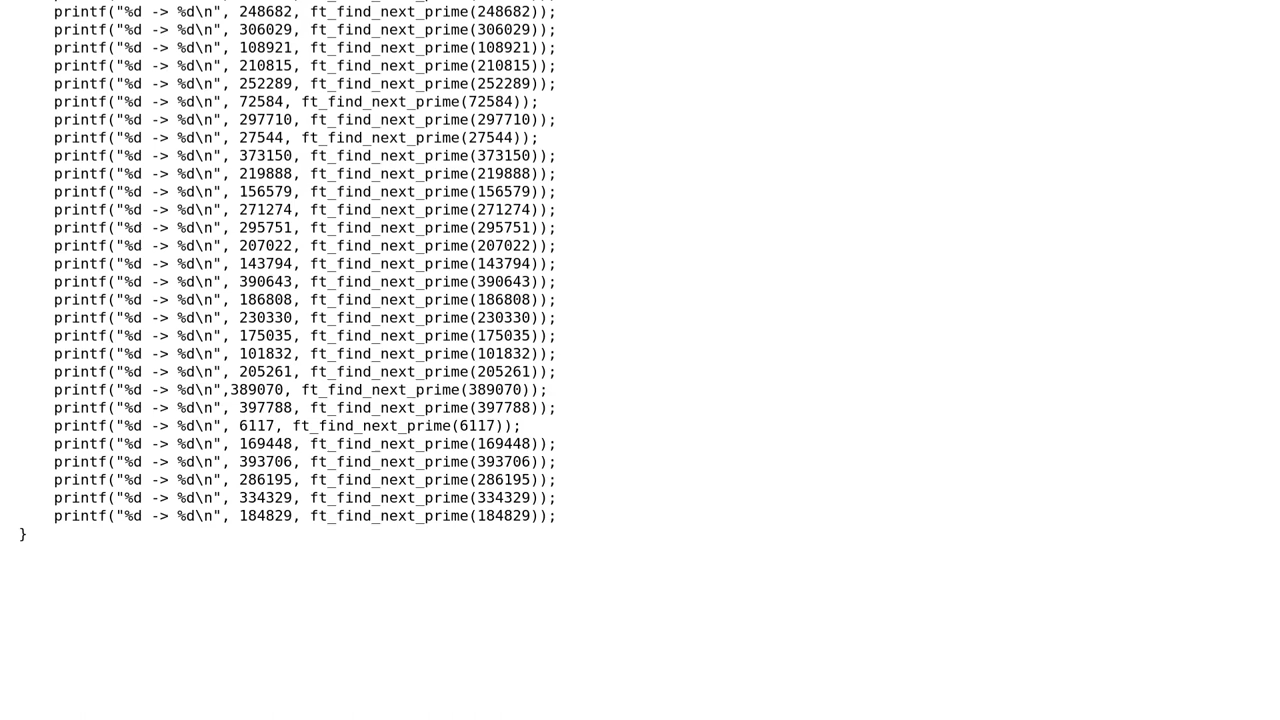 printf("%d -> %d\n", 248682, ft_find_next_prime(248682));
printf("%d -> %d\n", 306029, ft_find_next_prime(306029));
printf("%d -> %d\n", 108921, ft_find_next_prime(108921));
printf("%d -> %d\n", 210815, ft_find_next_prime(210815));
printf("%d -> %d\n", 252289, ft_find_next_prime(252289));
printf("%d -> %d\n", 72584, ft_find_next_prime(72584));
printf("%d -> %d\n", 297710, ft_find_next_prime(297710));
printf("%d -> %d\n", 27544, ft_find_next_prime(27544));
printf("%d -> %d\n", 373150, ft_find_next_prime(373150));
printf("%d -> %d\n", 219888, ft_find_next_prime(219888));
printf("%d -> %d\n", 156579, ft_find_next_prime(156579));
printf("%d -> %d\n", 271274, ft_find_next_prime(271274));
printf("%d -> %d\n", 295751, ft_find_next_prime(295751));
printf("%d -> %d\n", 207022, ft_find_next_prime(207022));
printf("%d -> %d\n", 143794, ft_find_next_prime(143794));
printf("%d -> %d\n", 390643, ft_find_next_prime(390643));
printf("%d -> %d\n", 186808, ft_find_next_prime(186808));
printf("%d -> %d\n", 230330, ft_find_next_prime(230330));
printf("%d -> %d\n", 175035, ft_find_next_prime(175035));
printf("%d -> %d\n", 101832, ft_find_next_prime(101832));
printf("%d -> %d\n", 205261, ft_find_next_prime(205261));
printf("%d -> %d\n",389070, ft_find_next_prime(389070));
printf("%d -> %d\n", 397788, ft_find_next_prime(397788));
printf("%d -> %d\n", 6117, ft_find_next_prime(6117));
printf("%d -> %d\n", 169448, ft_find_next_prime(169448));
printf("%d -> %d\n", 393706, ft_find_next_prime(393706));
printf("%d -> %d\n", 286195, ft_find_next_prime(286195));
printf("%d -> %d\n", 334329, ft_find_next_prime(334329));
printf("%d -> %d\n", 184829, ft_find_next_prime(184829));
}